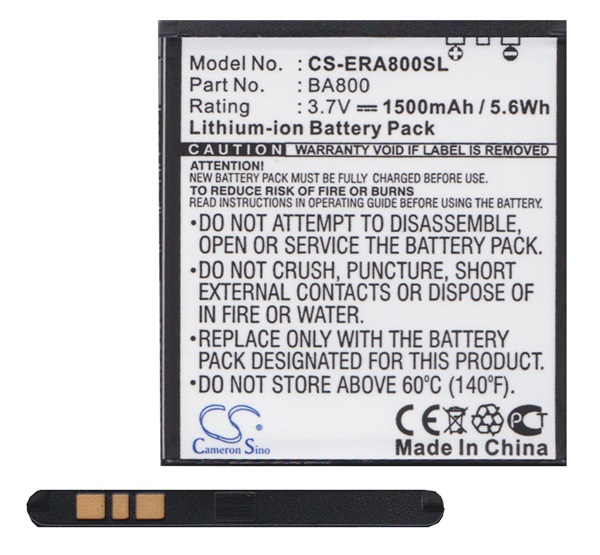 Model No. : CS-ERA800SL
Part No. : BA800
Rating : 3.7V 1500mAh / 5.6Wh
Lithium-ion Battery Pack
CAUTION WARRANTY VOID IF LABEL IS REMOVED
ATTENTION!
NEW BATTERY PACK MUST BE FULLY CHARGED BEFORE USE
TO REDUCE RISK OF FIRE OR BURNS
READ INSTRUCTIONS IN OPERATING GUIDE BEFORE USE
•DO NOT ATTEMPT TO DISASSEMBLE,
OPEN OR SERVICE THE BATTERY PACK.
•DO NOT CRUSH, PUNCTURE, SHORT
EXTERNAL CONTACTS OR DISPOSE OF
IN FIRE OR WATER.
•REPLACE ONLY WITH THE BATTERY
PACK DESIGNATED FOR THE PRODUCT
•DO NOT STORE ABOVE 60°C (140°F).
CS
CE
Cameron Sino
Made In China